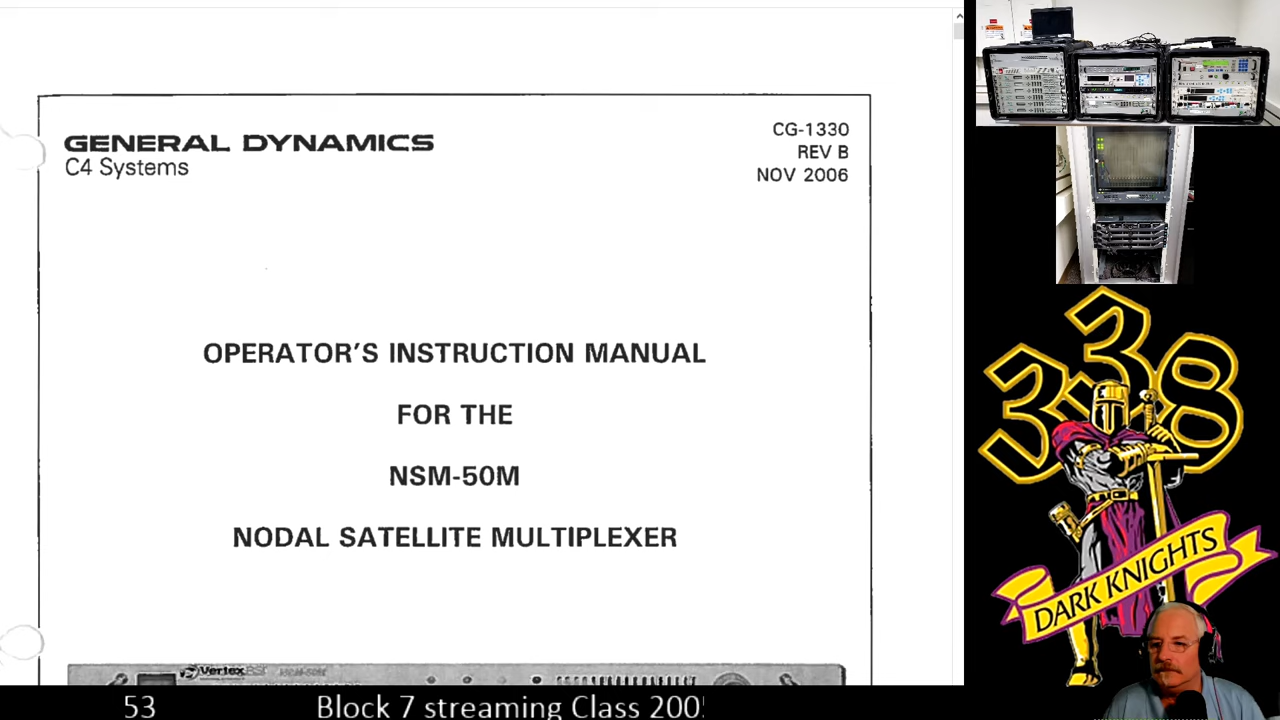 GENERAL DYNAMICS
C4 Systems
CG-1330
REV B
NOV 2006
OPERATOR'S INSTRUCTION MANUAL
FOR THE
NSM-50M
NODAL SATELLITE MULTIPLEXER
VertexRSI
338
DARK KNIGHTS
53
Block 7 streaming Class 200